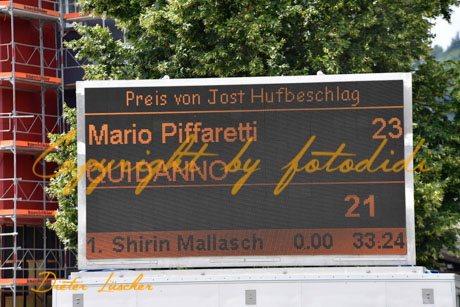 Preis von Jost Hufbeschlag
Mario Piffaretti 23
QUIDANNO
Copyright by fotodidi
21
1. Shirin Mallasch 0.00 33.24
Dieter Lüscher